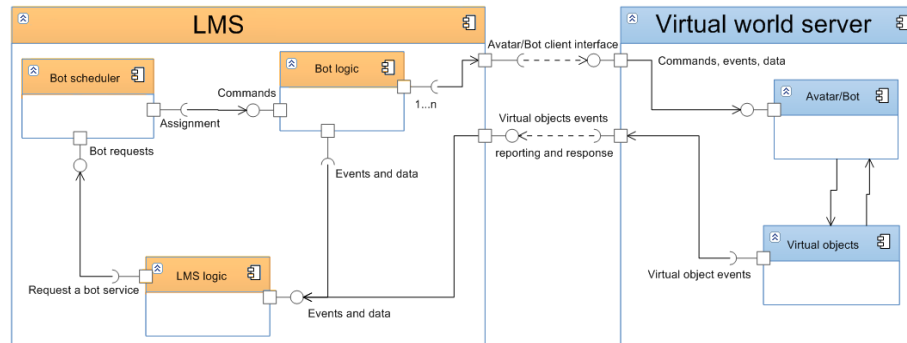 LMS
Virtual world server
Bot scheduler
Bot logic
Avatar/Bot client interface
Commands, events, data
Commands
Assignment
1...n
Avatar/Bot
Virtual objects events
reporting and response
Bot requests
Events and data
Virtual objects
LMS logic
Request a bot service
Events and data
Virtual object events